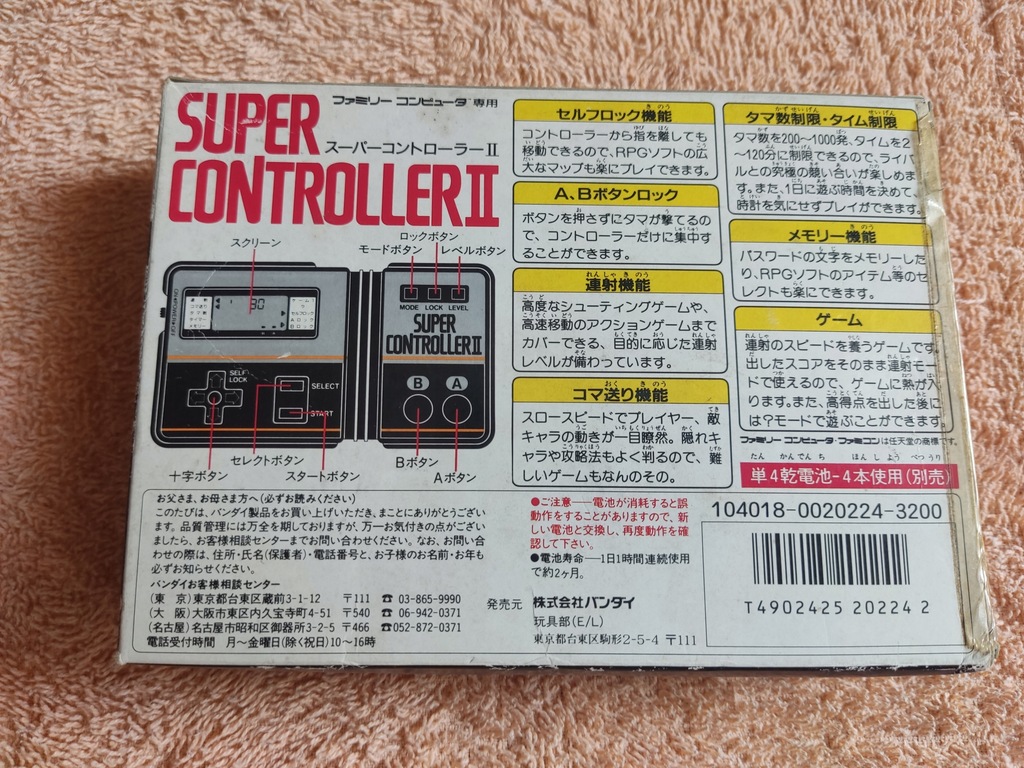 SUPER
CONTROLLER II
ファミリー コンピュータ™専用
スーパーコントローラーⅡ
スクリーン
ロックボタン
モードボタン
レベルボタン
MODE LOCK LEVEL
SUPER
CONTROLLER II
SELF
LOCK
SELECT
START
B A
十字ボタン
セレクトボタン
スタートボタン
Bボタン
Aボタン
セルフロック機能
コントローラーから指を離しても
移動できるので、RPGソフトの広
大なマップも楽にプレイできます。
A、Bボタンロック
ボタンを押さずにタマが撃てるの
で、コントローラーだけに集中す
ることができます。
連射機能
高度なシューティングゲームや、
高速移動のアクションゲームまで
カバーできる、目的に応じた連射
レベルが備わっています。
コマ送り機能
スロースピードでプレイヤー、敵
キャラの動きが一目瞭然。隠れキ
ャラや攻略法もよく判るので、難
しいゲームもなんのその。
タマ数制限・タイム制限
タマ数を200〜1000発、タイムを2
〜120分に制限できるので、ライバ
ルとの究極の競い合いが楽しめま
す。また、1日に遊ぶ時間を決めて、
時計を気にせずプレイができます。
メモリー機能
パスワードの文字をメモリーした
り、RPGソフトのアイテム等のセ
レクトも楽にできます。
ゲーム
連射のスピードを養うゲームです。
出したスコアをそのまま連射モー
ドで使えるので、ゲームに熱が入
ります。また、高得点を出した後に
は?モードで遊ぶことができます。
ファミリー コンピュータ・ファミコンは任天堂の商標です。
単4乾電池-4本使用(別売)
お父さま、お母さま方へ(必ずお読みください)
このたびは、バンダイ製品をお買い上げいただき、まことにありがとうござい
ます。品質管理には万全を期しておりますが、万一お気付きの点がござい
ましたら、お客様相談センターまでお問い合わせください。なお、お問い合
わせの際は、住所・氏名(保護者)・電話番号と、お子様のお名前・お年も
必ずお知らせください。
バンダイお客様相談センター
(東 京)東京都台東区蔵前3-1-12 〒111 ☎03-865-9990
(大 阪)大阪市東区内久宝寺町4-51 〒540 ☎06-942-0371
(名古屋)名古屋市昭和区御器所3-2-5 〒466 ☎052-872-0371
電話受付時間 月〜金曜日(除く祝日)10〜16時
●ご注意──電池が消耗すると誤
動作をすることがありますので、新
しい電池と交換し、再度動作を確
認して下さい。
●電池寿命──1日1時間連続使用
で約2ヶ月。
発売元 株式会社バンダイ
玩具部(E/L)
東京都台東区駒形2-5-4 〒111
104018-0020224-3200
T4902425 20224 2